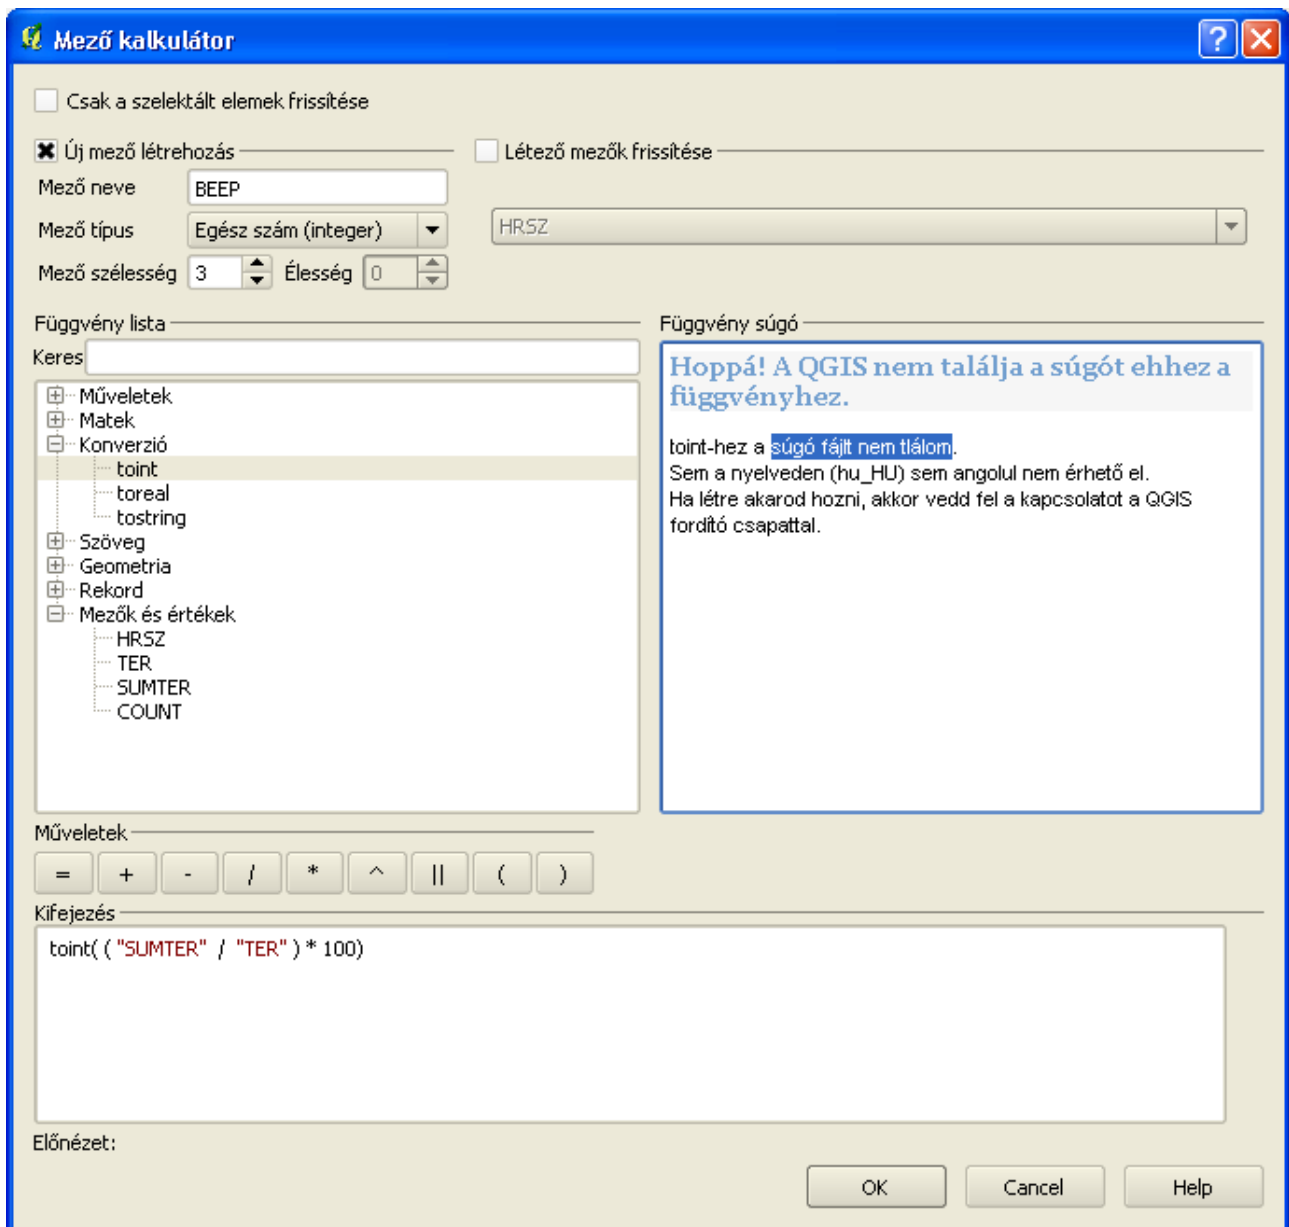 Mező kalkulátor
Csak a szelektált elemek frissítése
Új mező létrehozás
Létező mezők frissítése
Mező neve BEEP
Mező típus Egész szám (integer)
HRSZ
Mező szélesség 3 Élesség 0
Függvény lista
Függvény súgó
Keres
Hoppá! A QGIS nem találja a súgót ehhez a
függvényhez.
toint-hez a súgó fájlt nem tlálom.
Sem a nyelveden (hu_HU) sem angolul nem érhető el.
Ha létre akarod hozni, akkor vedd fel a kapcsolatot a QGIS
fordító csapattal.
Műveletek
Matek
Konverzió
toint
toreal
tostring
Szöveg
Geometria
Rekord
Mezők és értékek
HRSZ
TER
SUMTER
COUNT
Műveletek
= + - / * ^ || ( )
Kifejezés
toint( ( "SUMTER" / "TER" ) * 100)
Előnézet:
OK Cancel Help